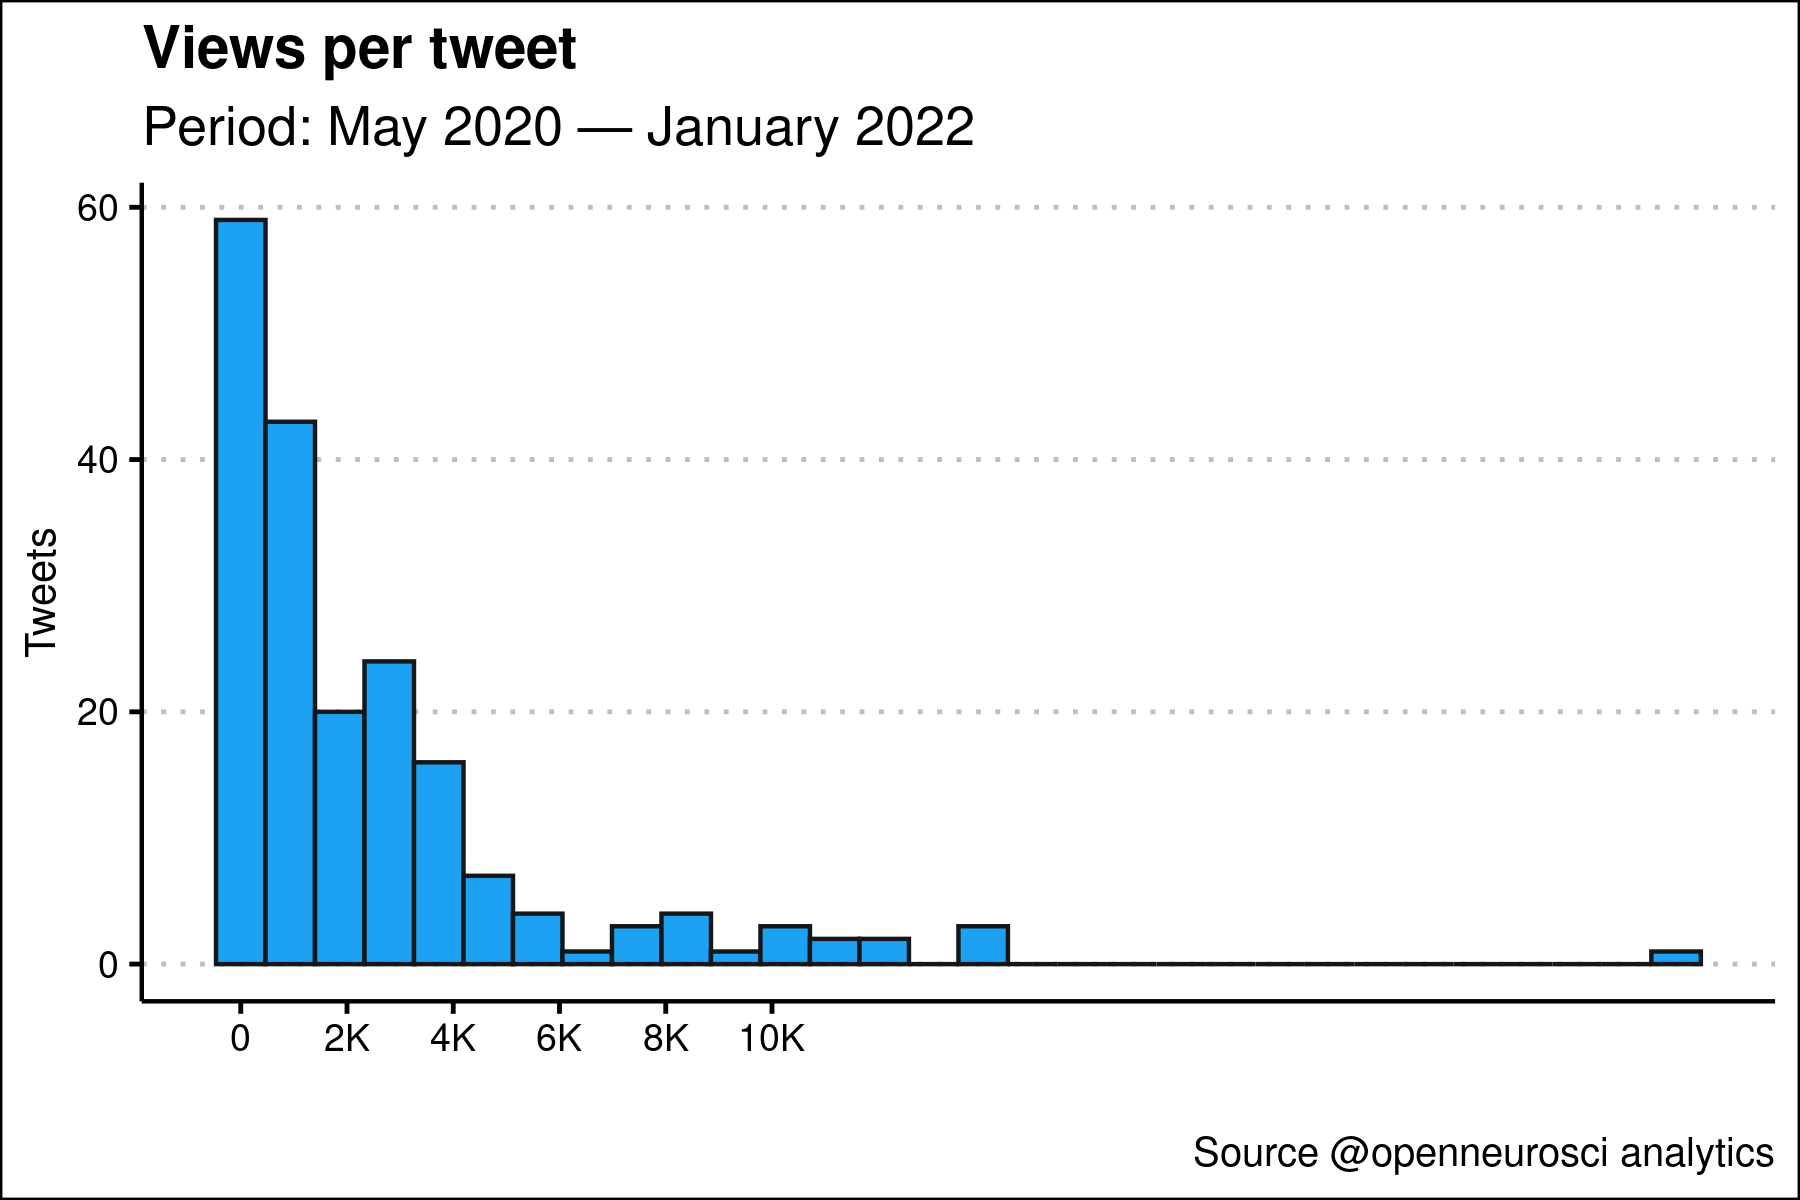 Views per tweet
Period: May 2020 — January 2022
60
40
20
0
Tweets
0 2K 4K 6K 8K 10K
Source @openneurosci analytics